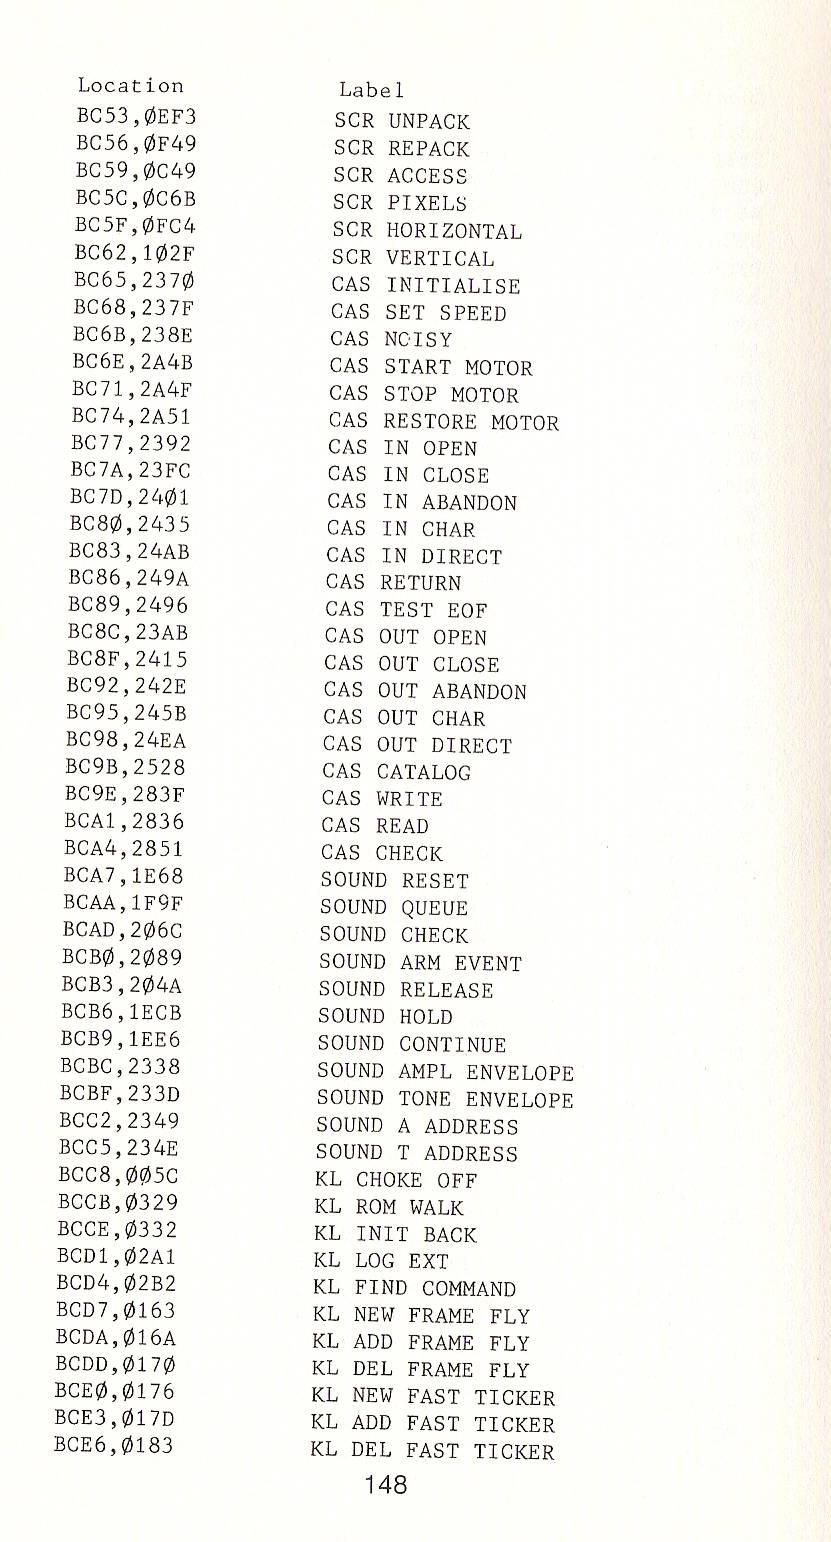 Location Label
BC53,ØEF3 SCR UNPACK
BC56,ØF49 SCR REPACK
BC59,ØC49 SCR ACCESS
BC5C,ØC6B SCR PIXELS
BC5F,ØFC4 SCR HORIZONTAL
BC62,1Ø2F SCR VERTICAL
BC65,237Ø CAS INITIALISE
BC68,237F CAS SET SPEED
BC6B,238E CAS NOISY
BC6E,2A4B CAS START MOTOR
BC71,2A4F CAS STOP MOTOR
BC74,2A51 CAS RESTORE MOTOR
BC77,2392 CAS IN OPEN
BC7A,23FC CAS IN CLOSE
BC7D,24Ø1 CAS IN ABANDON
BC8Ø,2435 CAS IN CHAR
BC83,24AB CAS IN DIRECT
BC86,249A CAS RETURN
BC89,2496 CAS TEST EOF
BC8C,23AB CAS OUT OPEN
BC8F,2415 CAS OUT CLOSE
BC92,242E CAS OUT ABANDON
BC95,245B CAS OUT CHAR
BC98,24EA CAS OUT DIRECT
BC9B,2528 CAS CATALOG
BC9E,283F CAS WRITE
BCA1,2836 CAS READ
BCA4,2851 CAS CHECK
BCA7,1E68 SOUND RESET
BCAA,1F9F SOUND QUEUE
BCAD,2Ø6C SOUND CHECK
BCBØ,2Ø89 SOUND ARM EVENT
BCB3,2Ø4A SOUND RELEASE
BCB6,1ECB SOUND HOLD
BCB9,1EE6 SOUND CONTINUE
BCBC,2338 SOUND AMPL ENVELOPE
BCBF,233D SOUND TONE ENVELOPE
BCC2,2349 SOUND A ADDRESS
BCC5,234E SOUND T ADDRESS
BCC8,ØØ5C KL CHOKE OFF
BCCB,Ø329 KL ROM WALK
BCCE,Ø332 KL INIT BACK
BCD1,Ø2A1 KL LOG EXT
BCD4,Ø2B2 KL FIND COMMAND
BCD7,Ø163 KL NEW FRAME FLY
BCDA,Ø16A KL ADD FRAME FLY
BCDD,Ø17Ø KL DEL FRAME FLY
BCEØ,Ø176 KL NEW FAST TICKER
BCE3,Ø17D KL ADD FAST TICKER
BCE6,Ø183 KL DEL FAST TICKER
148